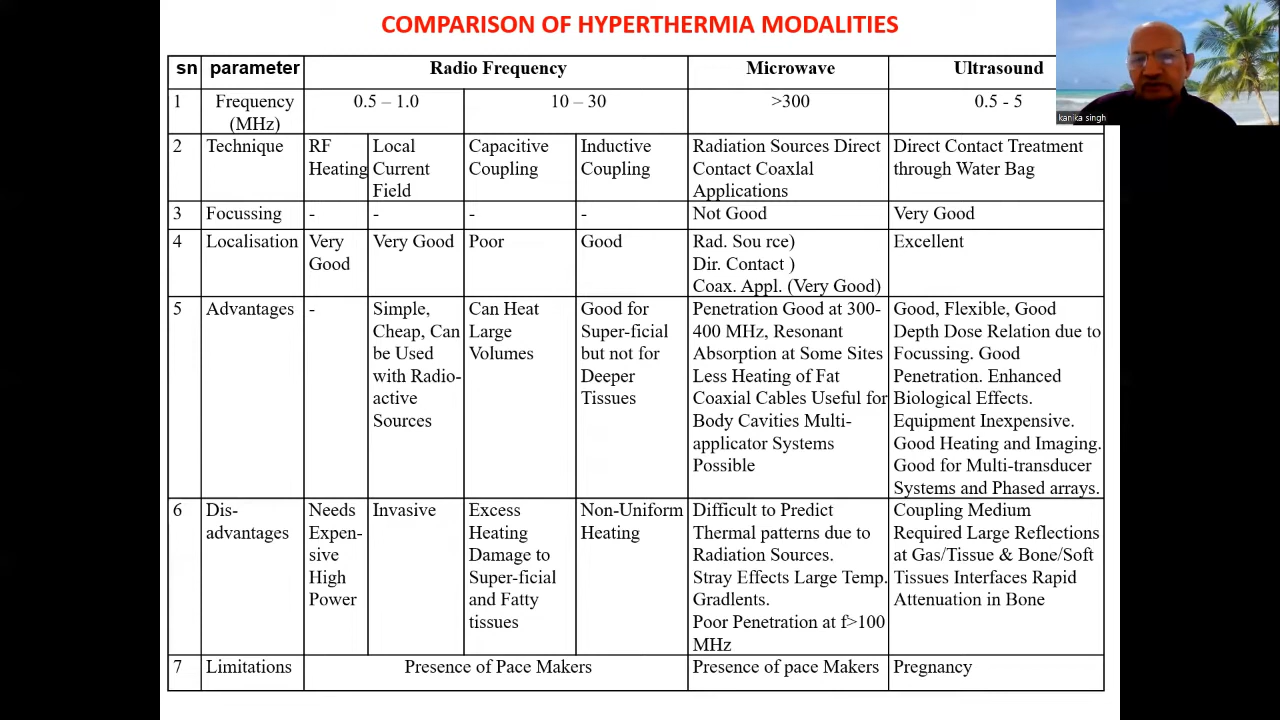 COMPARISON OF HYPERTHERMIA MODALITIES
kanika singh
sn parameter Radio Frequency Microwave Ultrasound
1 Frequency (MHz) 0.5 – 1.0 10 – 30 >300 0.5 - 5
2 Technique
RF
Heating
Local
Current
Field
Capacitive
Coupling
Inductive
Coupling
Radiation Sources Direct
Contact Coaxlal
Applications
Direct Contact Treatment
through Water Bag
3 Focussing - - - - Not Good Very Good
4 Localisation
Very
Good
Very Good
Poor
Good
Rad. Sou rce)
Dir. Contact )
Coax. Appl. (Very Good)
Excellent
5 Advantages
-
Simple,
Cheap, Can
be Used
with Radio-
active
Sources
Can Heat
Large
Volumes
Good for
Super-ficial
but not for
Deeper
Tissues
Penetration Good at 300-
400 MHz, Resonant
Absorption at Some Sites
Less Heating of Fat
Coaxial Cables Useful for
Body Cavities Multi-
applicator Systems
Possible
Good, Flexible, Good
Depth Dose Relation due to
Focussing. Good
Penetration. Enhanced
Biological Effects.
Equipment Inexpensive.
Good Heating and Imaging.
Good for Multi-transducer
Systems and Phased arrays.
6 Dis-
advantages
Needs
Expen-
sive
High
Power
Invasive
Excess
Heating
Damage to
Super-ficial
and Fatty
tissues
Non-Uniform
Heating
Difficult to Predict
Thermal patterns due to
Radiation Sources.
Stray Effects Large Temp.
Gradlents.
Poor Penetration at f>100
MHz
Coupling Medium
Required Large Reflections
at Gas/Tissue & Bone/Soft
Tissues Interfaces Rapid
Attenuation in Bone
7 Limitations Presence of Pace Makers Presence of pace Makers Pregnancy